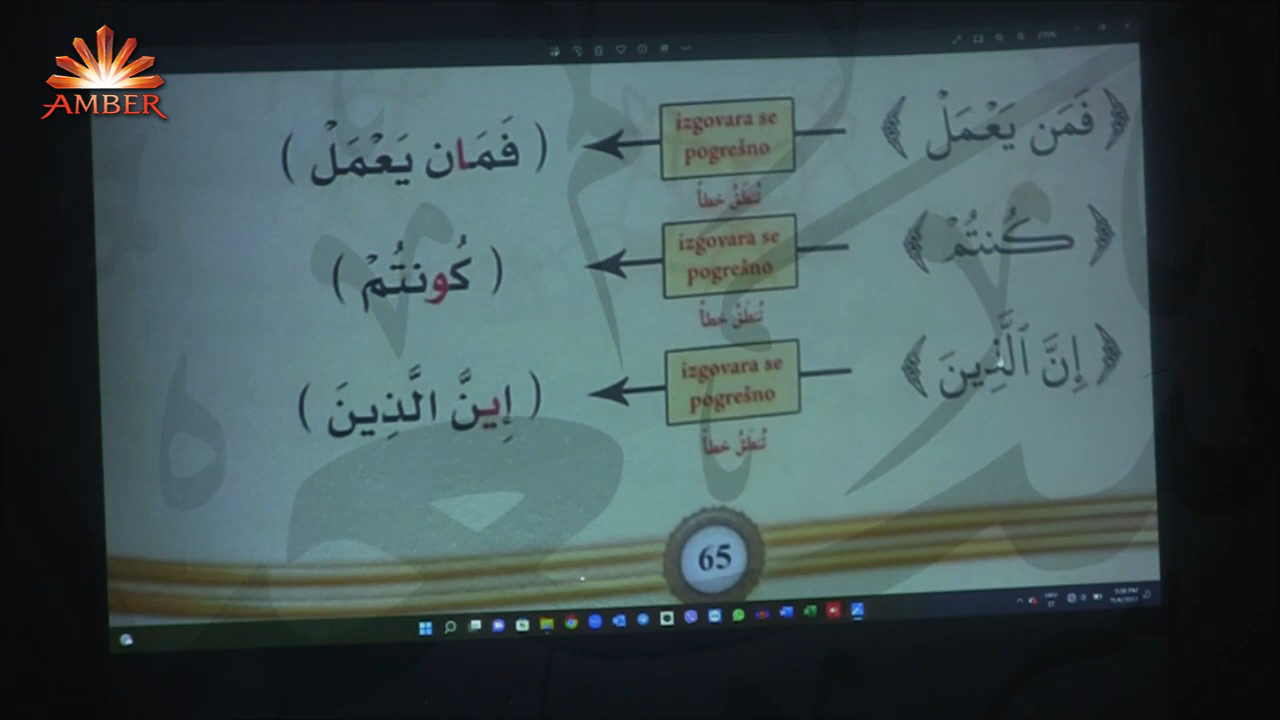 AMBER
﴿ فَمَن يَعْمَلْ ﴾
izgovara se
pogrešno
( فَمَان يَعْمَلْ )
تُنطَقُ خطأً
﴿ كُنتُمْ ﴾
izgovara se
pogrešno
( كُونتُمْ )
تُنطَقُ خطأً
﴿ إِنَّ ٱلَّذِينَ ﴾
izgovara se
pogrešno
( إِينَّ الَّذِينَ )
تُنطَقُ خطأً
65